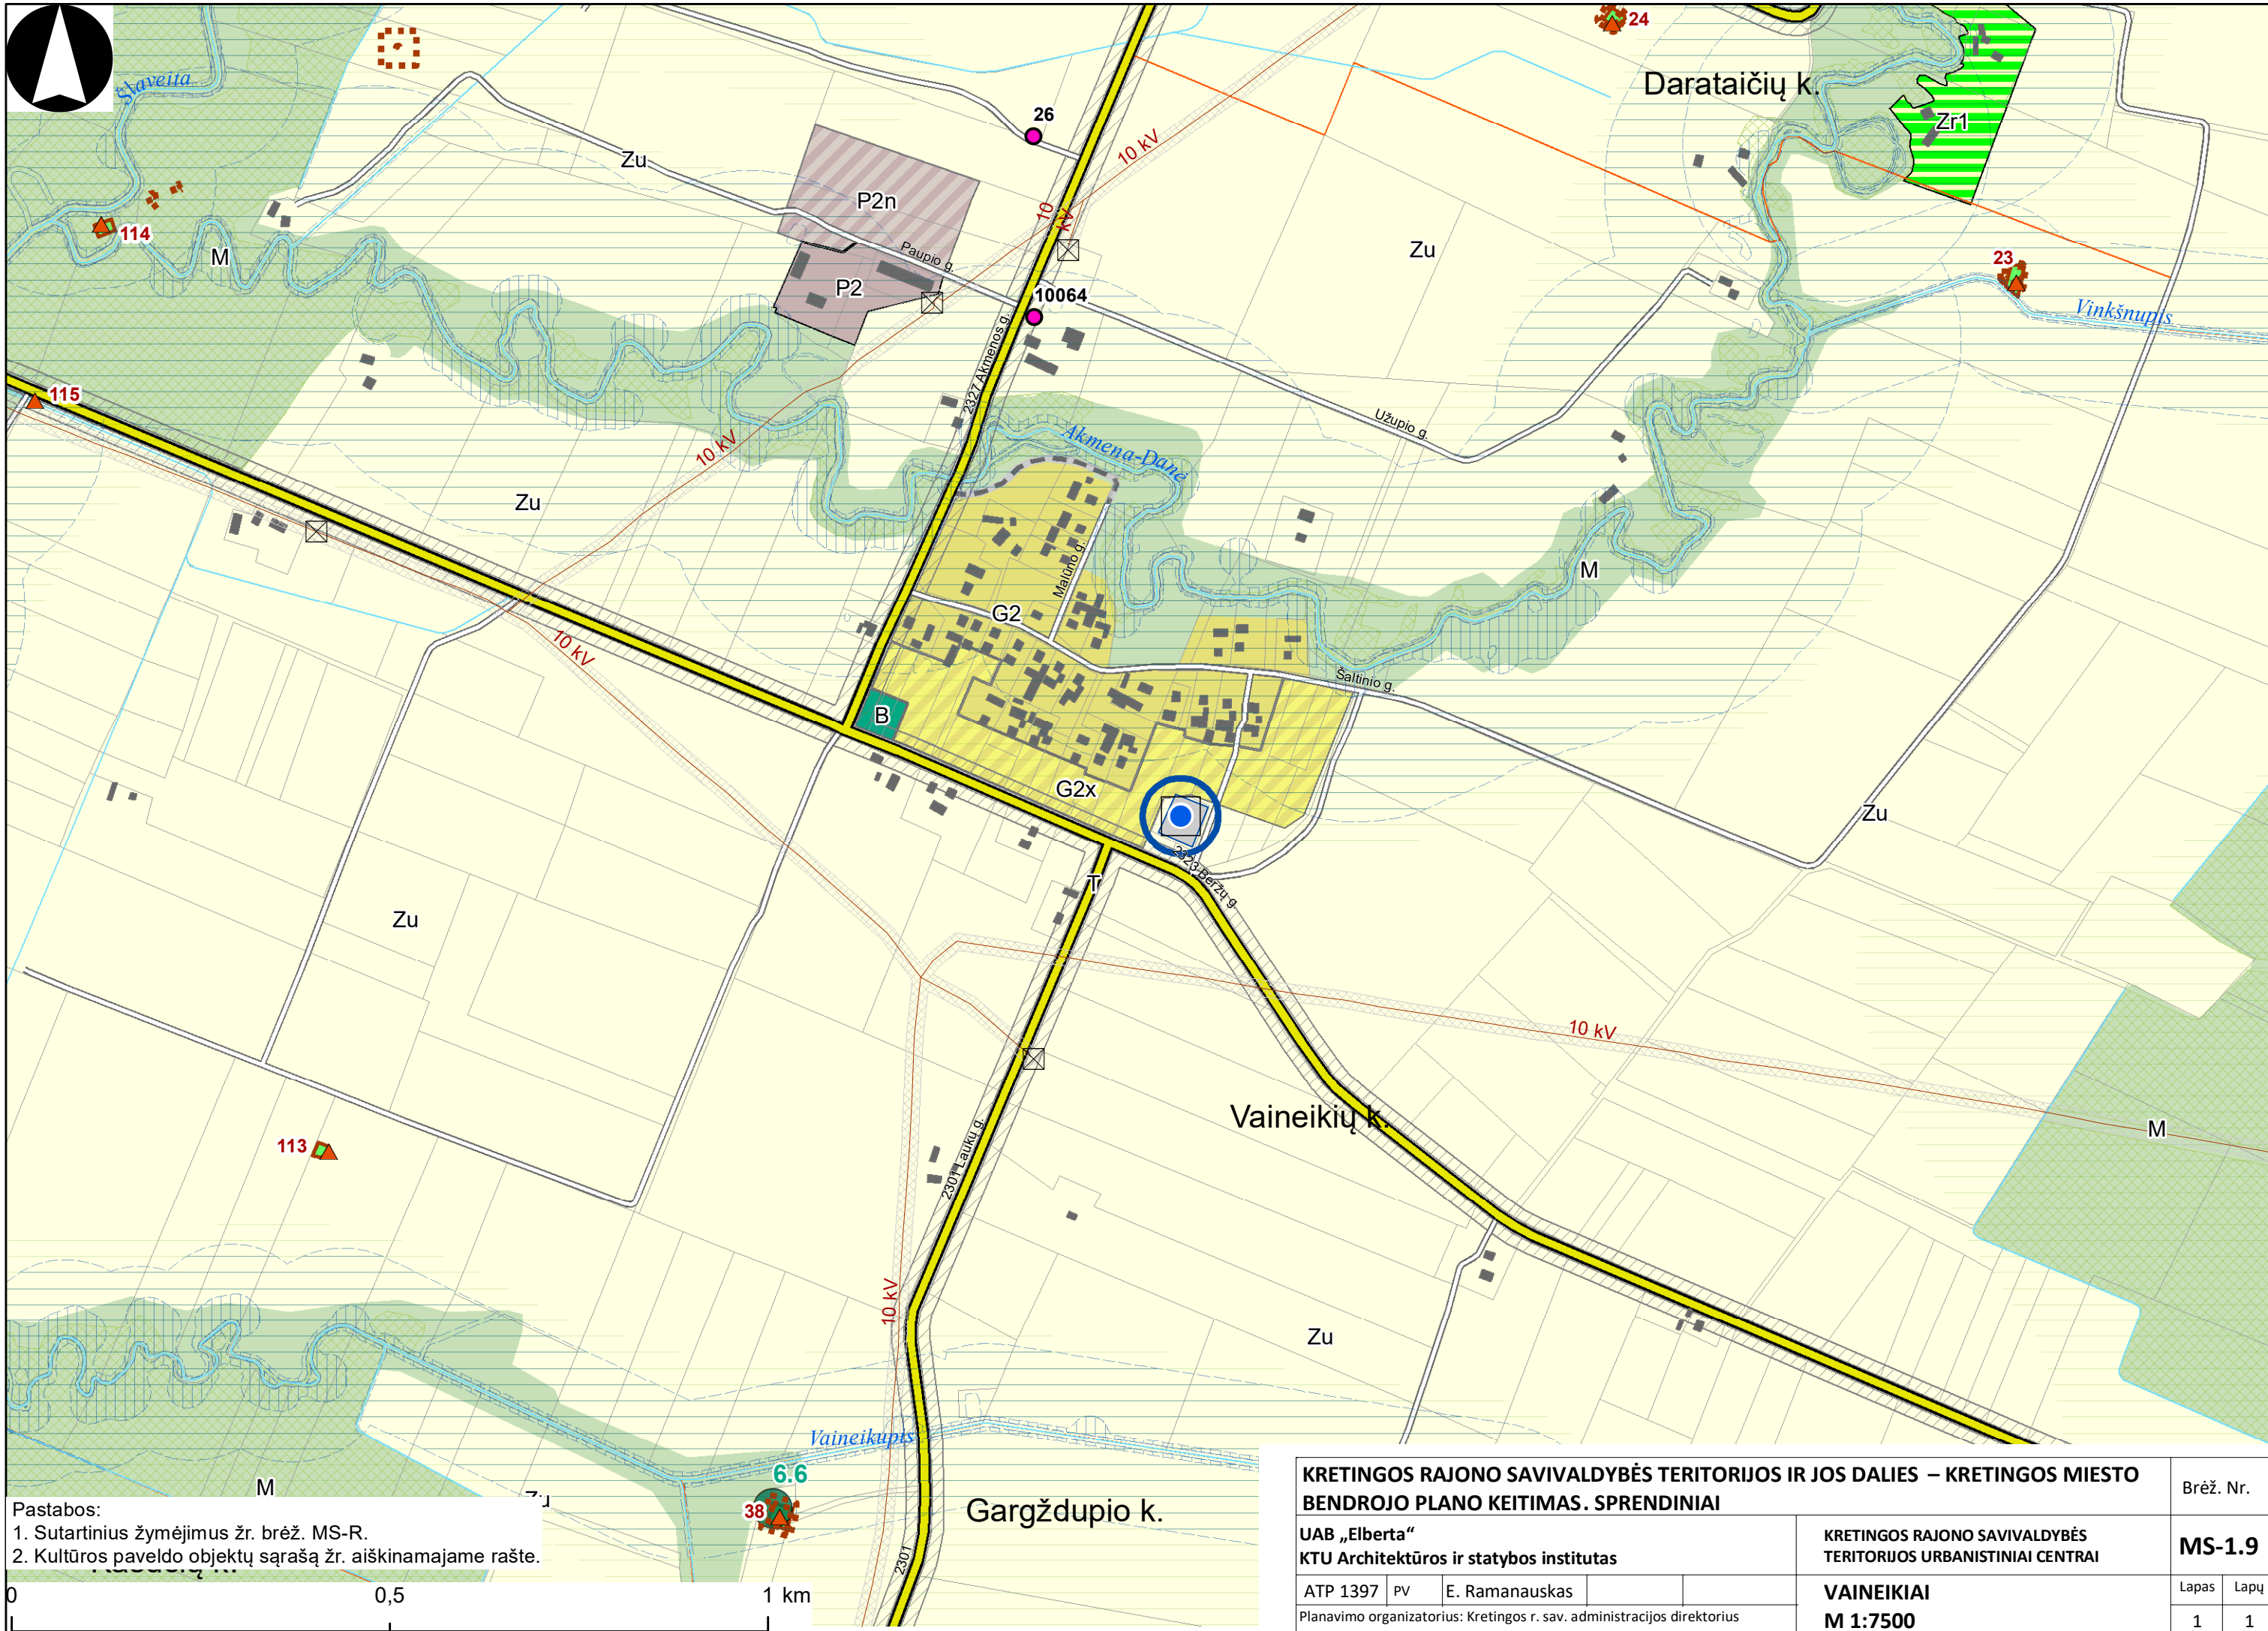 24
Šlaveita
Daratаičių k.
26
Zr1
10 kV
Zu
P2n
10 kV
114
M
Paupio g.
Zu
23
P2
10064
Vinkšnupis
2327 Akmenos g.
115
Užupio g.
10 kV
Akmena-Danė
Zu
Malūno g.
M
G2
10 kV
Šaltinio g.
B
G2x
Zu
2323 Beržų g.
T
Zu
10 kV
Vaineikių k.
M
113
2301 Laukų g.
10 kV
Zu
Vaineikupis
6.6
M
Zu
38
Gargždupio k.
2301
Pastabos:
1. Sutartinius žymėjimus žr. brėž. MS-R.
2. Kultūros paveldo objektų sąrašą žr. aiškinamajame rašte.
0 0,5 1 km
KRETINGOS RAJONO SAVIVALDYBĖS TERITORIJOS IR JOS DALIES – KRETINGOS MIESTO
BENDROJO PLANO KEITIMAS. SPRENDINIAI
Brėž. Nr.
UAB „Elberta“
KTU Architektūros ir statybos institutas
KRETINGOS RAJONO SAVIVALDYBĖS
TERITORIJOS URBANISTINIAI CENTRAI
MS-1.9
ATP 1397 PV E. Ramanauskas
VAINEIKIAI
M 1:7500
Lapas Lapų
Planavimo organizatorius: Kretingos r. sav. administracijos direktorius
1 1